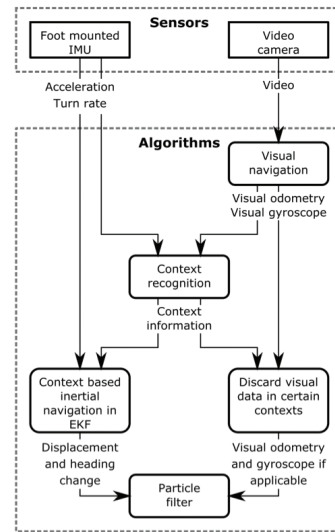 Sensors
Foot mounted
IMU
Video
camera
Acceleration
Turn rate
Video
Algorithms
Visual
navigation
Visual odometry
Visual gyroscope
Context
recognition
Context
information
Context based
inertial
navigation in
EKF
Discard visual
data in certain
contexts
Displacement
and heading
change
Visual odometry
and gyroscope if
applicable
Particle
filter